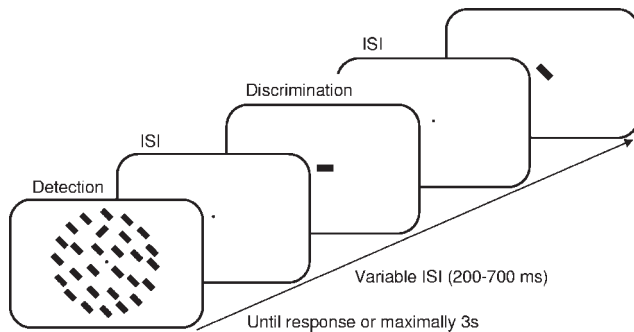 ISI
Discrimination
ISI
Detection
Variable ISI (200-700 ms)
Until response or maximally 3s